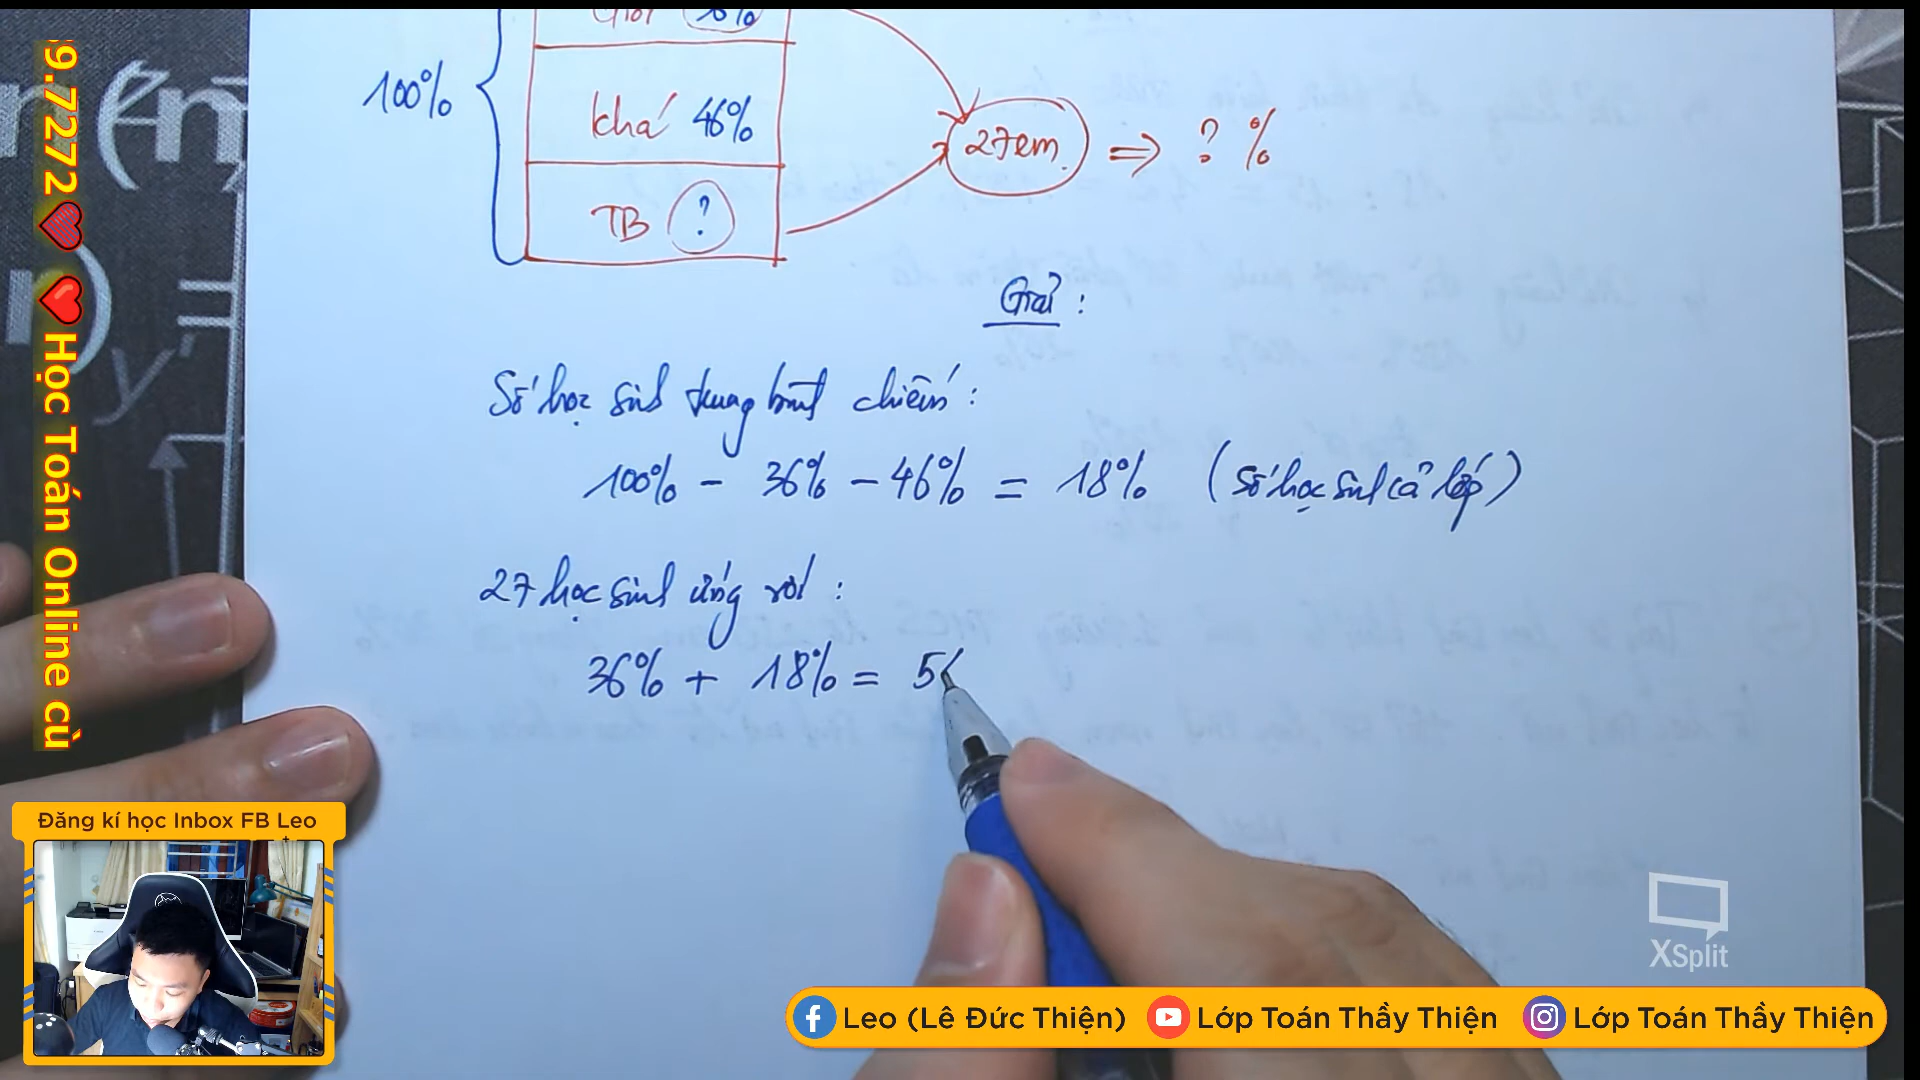 Giỏi 36%
100%
khá 46%
27em ⇒ ? %
TB ?
Giải :
Số học sinh trung bình chiếm :
100% - 36% - 46% = 18% (số học sinh cả lớp)
27 học sinh ứng với :
36% + 18% = 5
9.7272 ♥ ♥ Học Toán Online cù
Đăng kí học Inbox FB Leo
XSplit
Leo (Lê Đức Thiện) Lớp Toán Thầy Thiện Lớp Toán Thầy Thiện